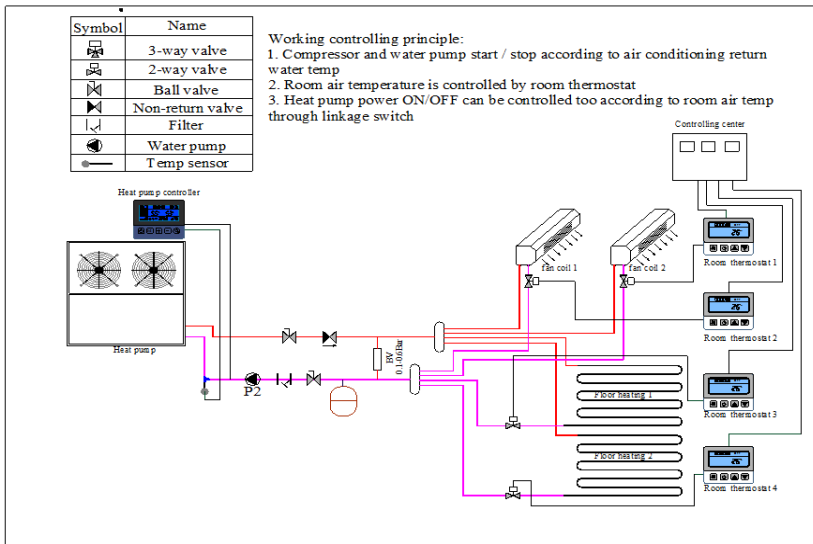 Symbol Name
3-way valve
2-way valve
Ball valve
Non-return valve
Filter
Water pump
Temp sensor
Working controlling principle:
1. Compressor and water pump start / stop according to air conditioning return
water temp
2. Room air temperature is controlled by room thermostat
3. Heat pump power ON/OFF can be controlled too according to room air temp
through linkage switch
Controlling center
Heat pump controller
Heat pump
fan coil 1
fan coil 2
Room thermostat 1
Room thermostat 2
BV
0.1-0.6Bar
P2
Floor heating 1
Room thermostat 3
Floor heating 2
Room thermostat 4